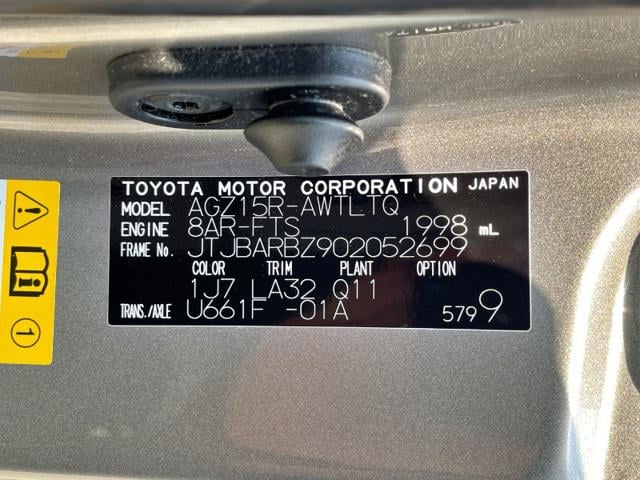 TOYOTA MOTOR CORPORATION JAPAN
MODEL AGZ15R-AWTLTQ
ENGINE 8AR-FTS 1998 mL
FRAME No. JTJBARBZ902052699
COLOR TRIM PLANT OPTION
1J7 LA32 Q11
TRANS./AXLE U661F -01A
5799
1